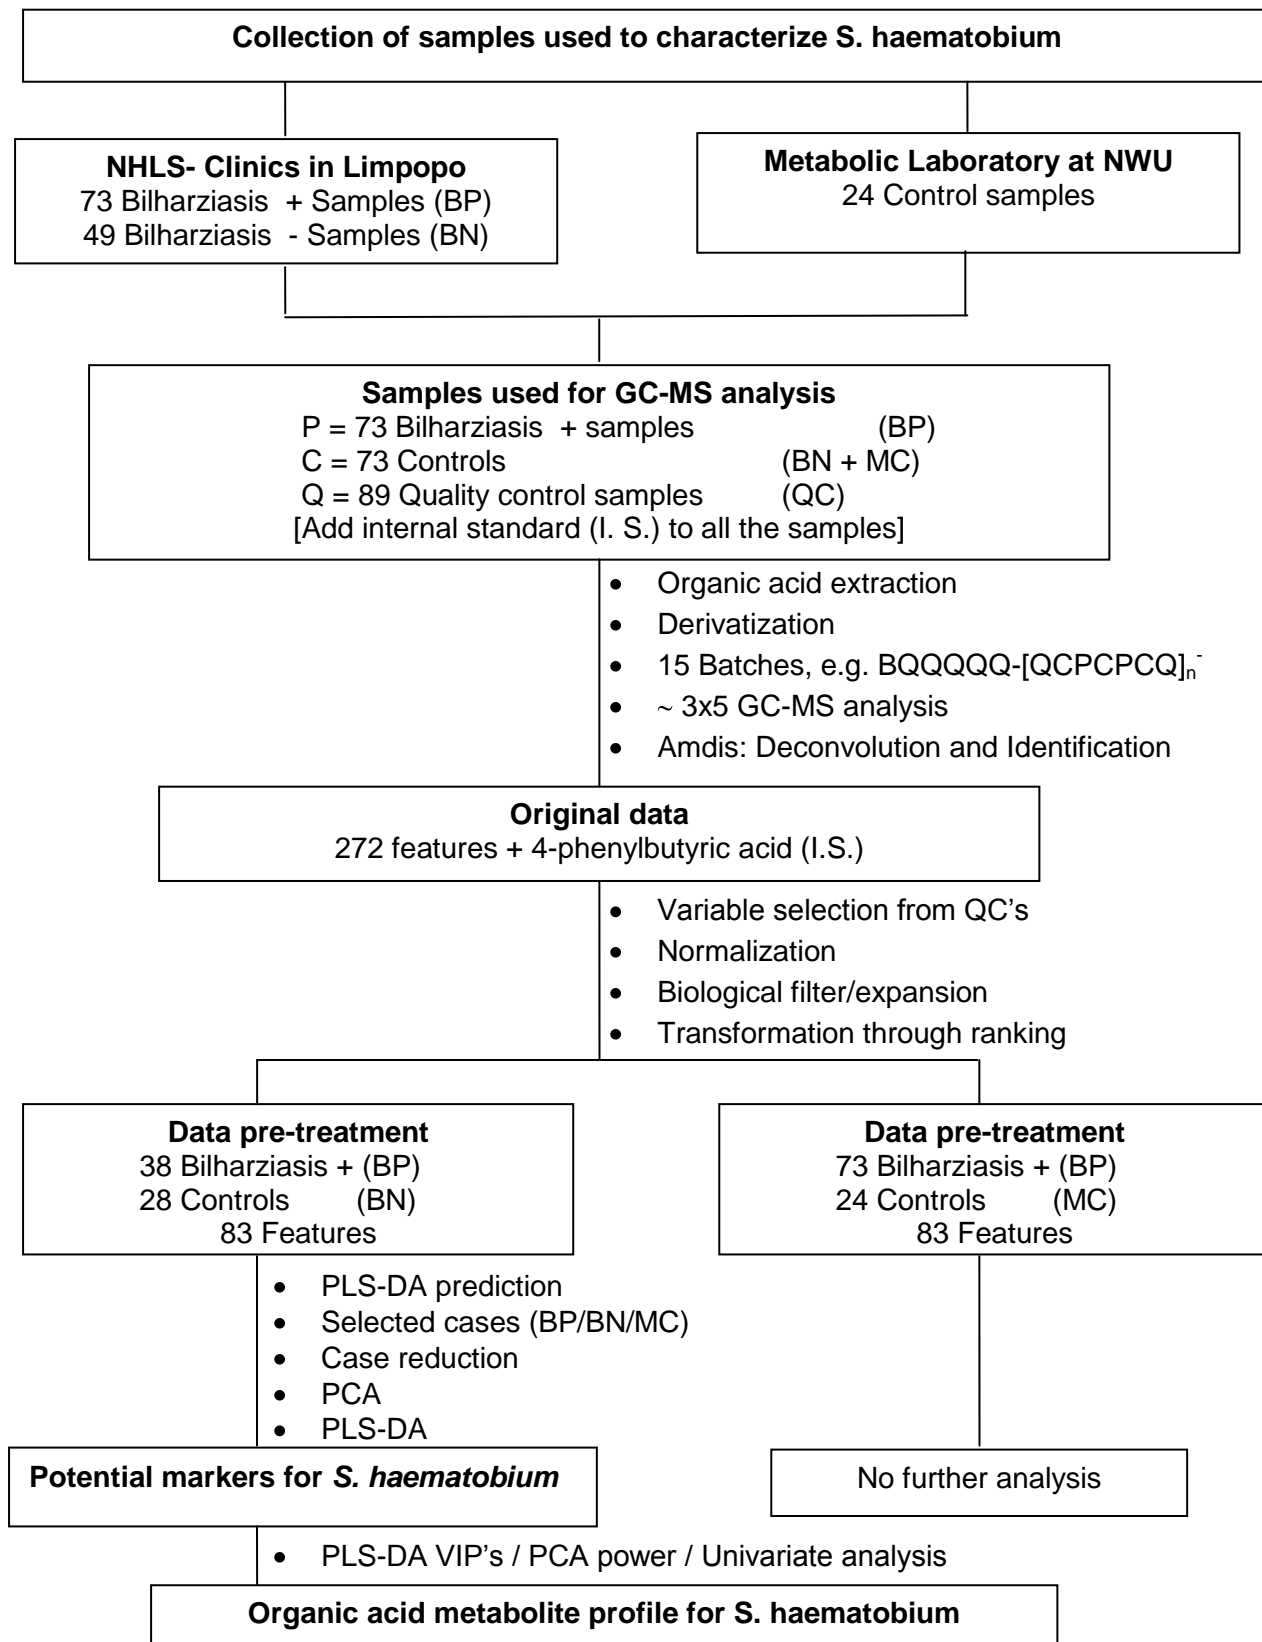 Collection of samples used to characterize S. haematobium
NHLS- Clinics in Limpopo
73 Bilharziasis + Samples (BP)
49 Bilharziasis - Samples (BN)
Metabolic Laboratory at NWU
24 Control samples
Samples used for GC-MS analysis
P = 73 Bilharziasis + samples (BP)
C = 73 Controls (BN + MC)
Q = 89 Quality control samples (QC)
[Add internal standard (I. S.) to all the samples]
• Organic acid extraction
• Derivatization
• 15 Batches, e.g. BQQQQQ-[QCPCPCQ]n-
• ~ 3x5 GC-MS analysis
• Amdis: Deconvolution and Identification
Original data
272 features + 4-phenylbutyric acid (I.S.)
• Variable selection from QC's
• Normalization
• Biological filter/expansion
• Transformation through ranking
Data pre-treatment
38 Bilharziasis + (BP)
28 Controls (BN)
83 Features
Data pre-treatment
73 Bilharziasis + (BP)
24 Controls (MC)
83 Features
• PLS-DA prediction
• Selected cases (BP/BN/MC)
• Case reduction
• PCA
• PLS-DA
Potential markers for S. haematobium
No further analysis
• PLS-DA VIP's / PCA power / Univariate analysis
Organic acid metabolite profile for S. haematobium